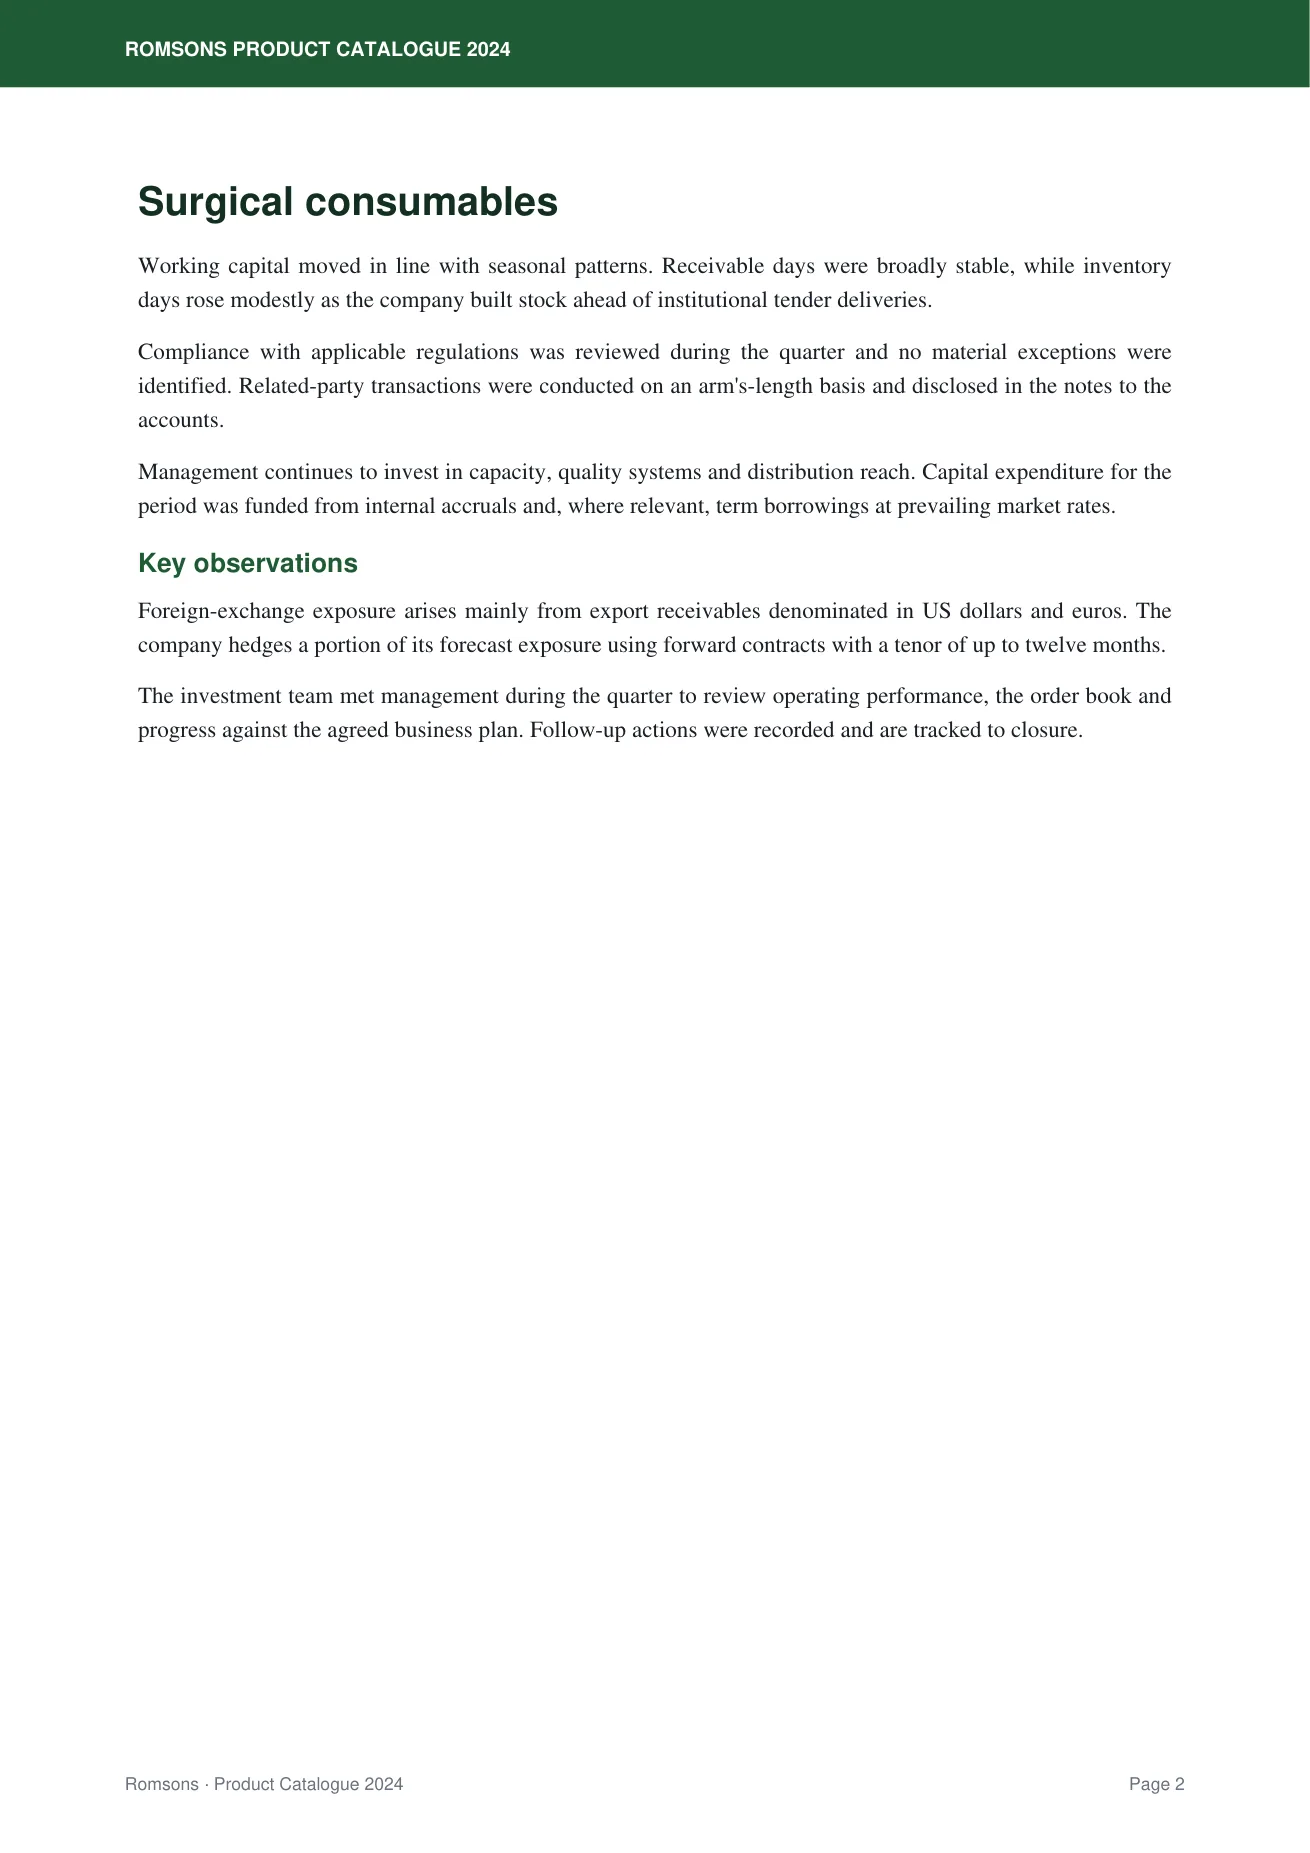 ROMSONS PRODUCT CATALOGUE 2024
Surgical consumables
Working capital moved in line with seasonal patterns. Receivable days were broadly stable, while inventory
days rose modestly as the company built stock ahead of institutional tender deliveries.
Compliance with applicable regulations was reviewed during the quarter and no material exceptions were
identified. Related-party transactions were conducted on an arm's-length basis and disclosed in the notes to the
accounts.
Management continues to invest in capacity, quality systems and distribution reach. Capital expenditure for the
period was funded from internal accruals and, where relevant, term borrowings at prevailing market rates.
Key observations
Foreign-exchange exposure arises mainly from export receivables denominated in US dollars and euros. The
company hedges a portion of its forecast exposure using forward contracts with a tenor of up to twelve months.
The investment team met management during the quarter to review operating performance, the order book and
progress against the agreed business plan. Follow-up actions were recorded and are tracked to closure.
Romsons · Product Catalogue 2024
Page 2